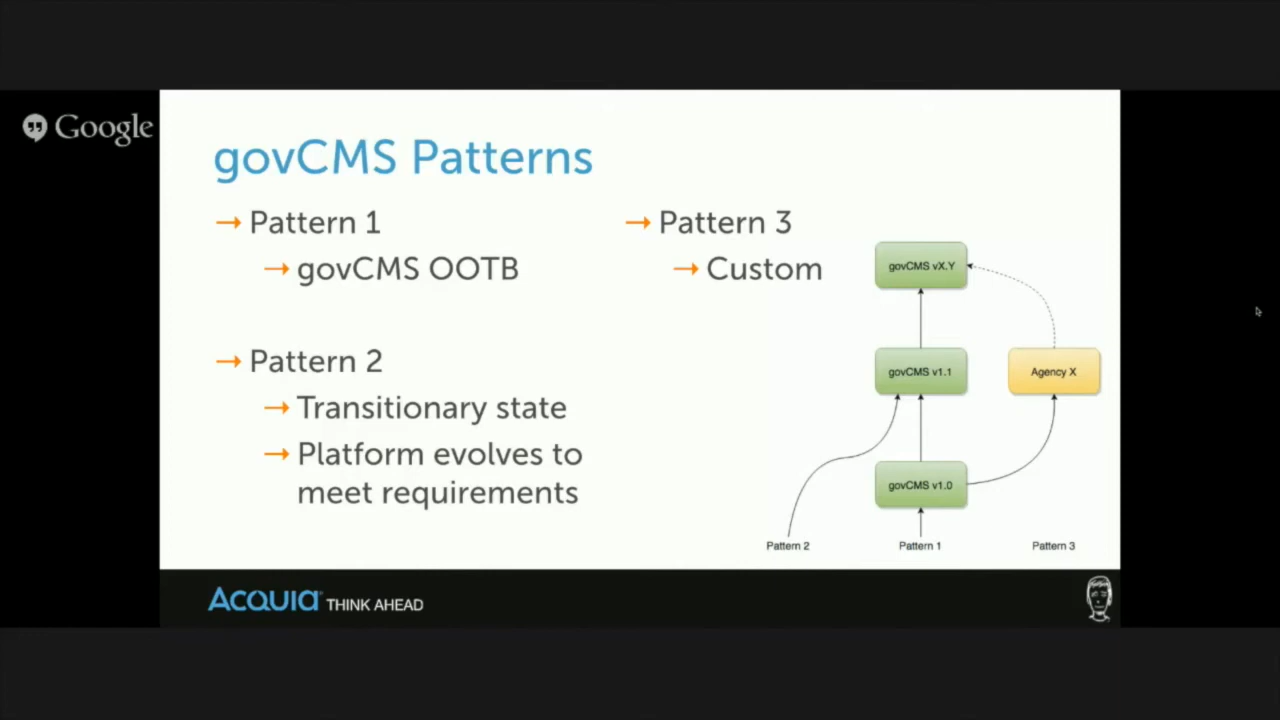 Google
govCMS Patterns
→ Pattern 1
→ govCMS OOTB
→ Pattern 2
→ Transitionary state
→ Platform evolves to
meet requirements
→ Pattern 3
→ Custom
govCMS vX.Y
govCMS v1.1
Agency X
govCMS v1.0
Pattern 2
Pattern 1
Pattern 3
Acquia THINK AHEAD